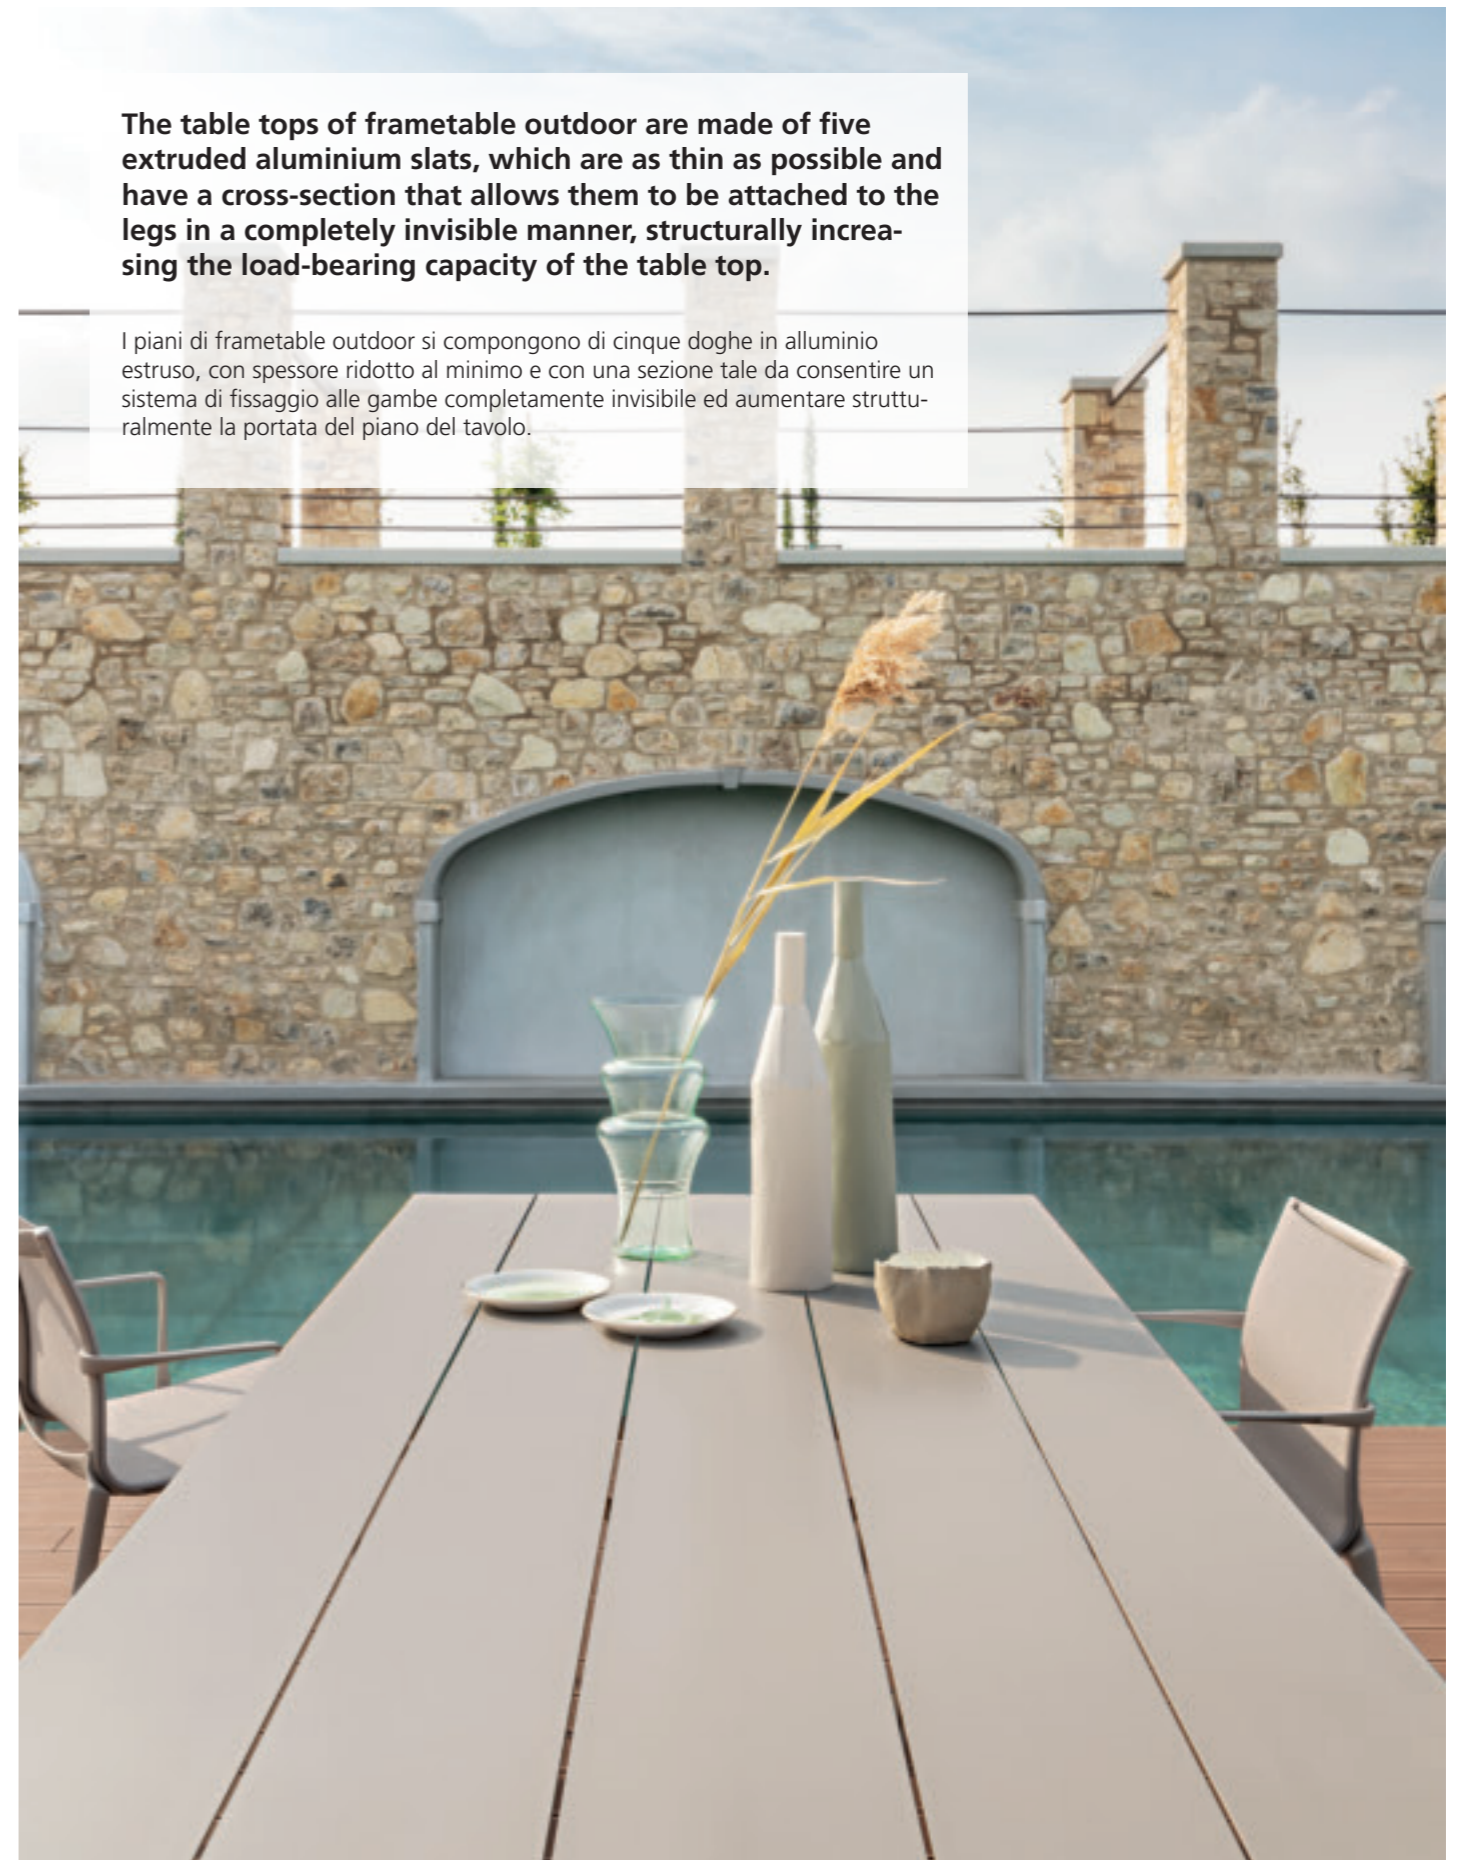 The table tops of frametable outdoor are made of five
extruded aluminium slats, which are as thin as possible and
have a cross-section that allows them to be attached to the
legs in a completely invisible manner, structurally increa-
sing the load-bearing capacity of the table top.
I piani di frametable outdoor si compongono di cinque doghe in alluminio
estruso, con spessore ridotto al minimo e con una sezione tale da consentire un
sistema di fissaggio alle gambe completamente invisibile ed aumentare struttu-
ralmente la portata del piano del tavolo.